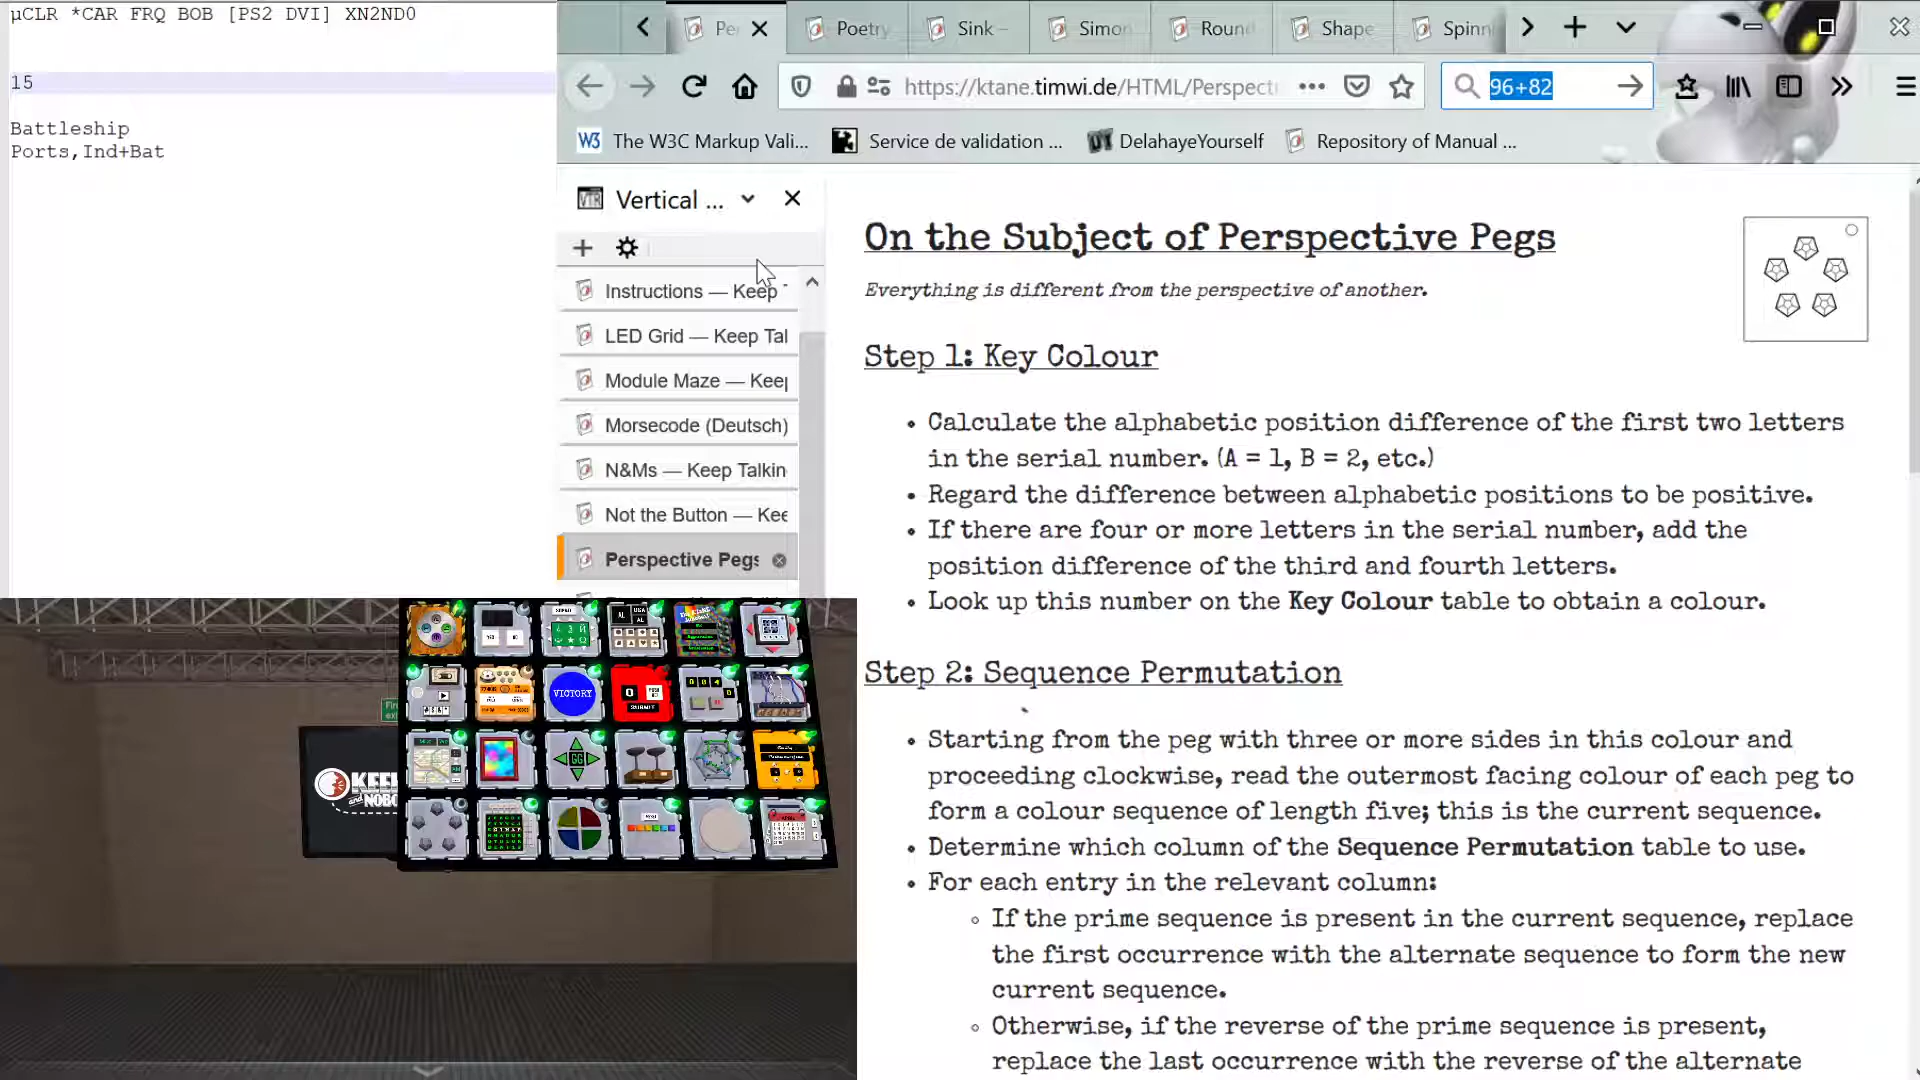 µCLR *CAR FRQ BOB [PS2 DVI] XN2ND0
15
Battleship
Ports,Ind+Bat
Pe
Poetry
Sink –
Simon
Round
Shape
Spinn
https://ktane.timwi.de/HTML/Perspect
96+82
The W3C Markup Vali...
Service de validation ...
DelahayeYourself
Repository of Manual ...
Vertical ...
Instructions — Keep
LED Grid — Keep Tal
Module Maze — Keep
Morsecode (Deutsch)
N&Ms — Keep Talkin
Not the Button — Kee
Perspective Pegs
On the Subject of Perspective Pegs
Everything is different from the perspective of another.
Step 1: Key Colour
• Calculate the alphabetic position difference of the first two letters
in the serial number. (A = 1, B = 2, etc.)
• Regard the difference between alphabetic positions to be positive.
• If there are four or more letters in the serial number, add the
position difference of the third and fourth letters.
• Look up this number on the Key Colour table to obtain a colour.
Step 2: Sequence Permutation
• Starting from the peg with three or more sides in this colour and
proceeding clockwise, read the outermost facing colour of each peg to
form a colour sequence of length five; this is the current sequence.
• Determine which column of the Sequence Permutation table to use.
• For each entry in the relevant column:
◦ If the prime sequence is present in the current sequence, replace
the first occurrence with the alternate sequence to form the new
current sequence.
◦ Otherwise, if the reverse of the prime sequence is present,
replace the last occurrence with the reverse of the alternate
VICTORY
SUBMIT
GG
KEE
and NOBO